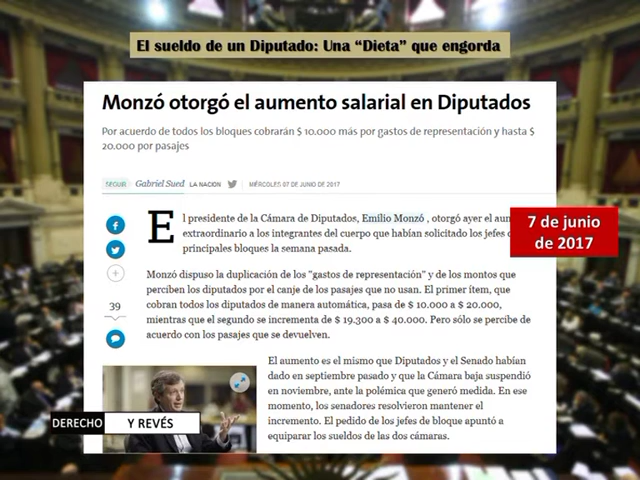 El sueldo de un Diputado: Una “Dieta” que engorda
Monzó otorgó el aumento salarial en Diputados
Por acuerdo de todos los bloques cobrarán $ 10.000 más por gastos de representación y hasta $
20.000 por pasajes
SEGUIR Gabriel Sued LA NACION MIÉRCOLES 07 DE JUNIO DE 2017
El presidente de la Cámara de Diputados, Emilio Monzó , otorgó ayer el
extraordinario a los integrantes del cuerpo que habían solicitado los jefes
principales bloques la semana pasada.
7 de junio
de 2017
Monzó dispuso la duplicación de los "gastos de representación" y de los montos que
perciben los diputados por el canje de los pasajes que no usan. El primer ítem, que
cobran todos los diputados de manera automática, pasa de $ 10.000 a $ 20.000,
mientras que el segundo se incrementa de $ 19.300 a $ 40.000. Pero sólo se percibe de
acuerdo con los pasajes que se devuelven.
39
El aumento es el mismo que Diputados y el Senado habían
dado en septiembre pasado y que la Cámara baja suspendió
en noviembre, ante la polémica que generó medida. En ese
momento, los senadores resolvieron mantener el
incremento. El pedido de los jefes de bloque apuntó a
equiparar los sueldos de las dos cámaras.
DERECHO Y REVÉS